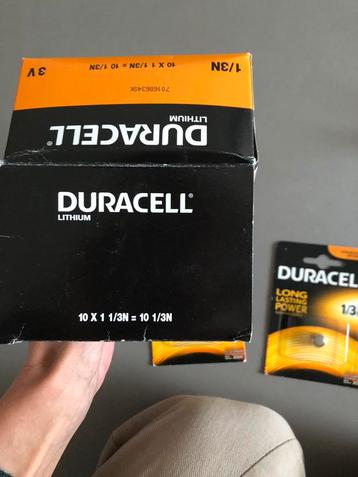 1/3N
3V
10 X 1 1/3N = 10 1/3N
70160634SK
DURACELL®
LITHIUM
DURACELL®
LITHIUM
10 X 1 1/3N = 10 1/3N
DURACEL
LONG
LASTING
POWER
1/3